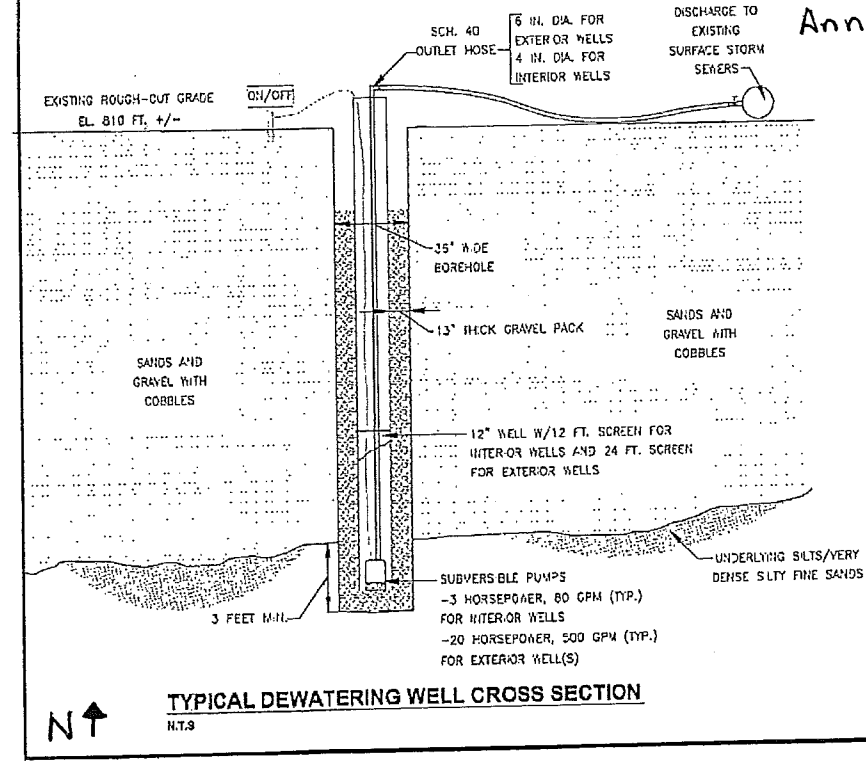 Ann
SCH. 40
OUTLET HOSE
6 IN. DIA. FOR
EXTERIOR WELLS
4 IN. DIA. FOR
INTERIOR WELLS
DISCHARGE TO
EXISTING
SURFACE STORM
SEWERS
EXISTING ROUGH-CUT GRADE
EL. 810 FT. +/-
ON/OFF
35" WIDE
BOREHOLE
13" THICK GRAVEL PACK
SANDS AND
GRAVEL WITH
COBBLES
SANDS AND
GRAVEL WITH
COBBLES
12" WELL W/12 FT. SCREEN FOR
INTERIOR WELLS AND 24 FT. SCREEN
FOR EXTERIOR WELLS
UNDERLYING SILTS/VERY
DENSE SILTY FINE SANDS
3 FEET MIN.
SUBMERSIBLE PUMPS
-3 HORSEPOWER, 80 GPM (TYP.)
FOR INTERIOR WELLS
-20 HORSEPOWER, 500 GPM (TYP.)
FOR EXTERIOR WELL(S)
N
TYPICAL DEWATERING WELL CROSS SECTION
N.T.S